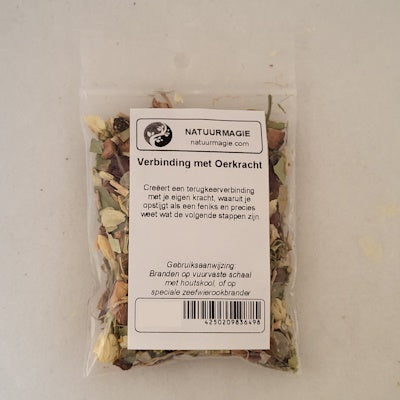 NATUURMAGIE
natuurmagie.com
Verbinding met Oerkracht
Creëert een terugkeerverbinding
met je eigen kracht, waaruit je
opstijgt als een feniks en precies
weet wat de volgende stappen zijn.
Gebruiksaanwijzing:
Branden op vuurvaste schaal
met houtskool, of op
speciale zeefwierookbrander
4250209836498